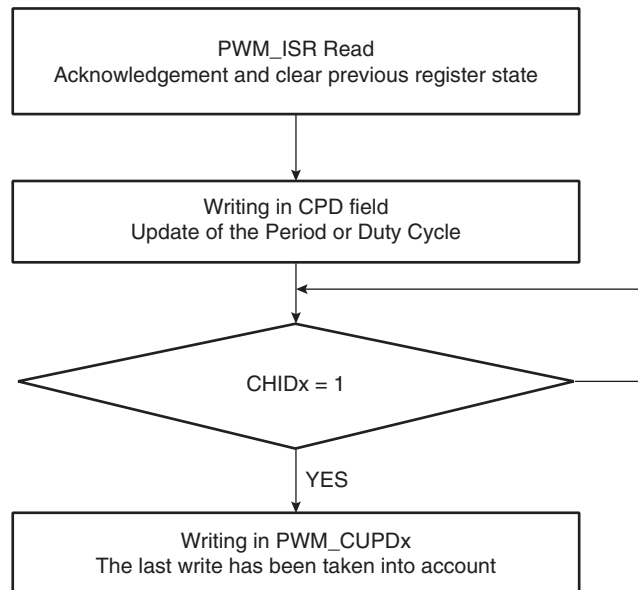 PWM_ISR Read
Acknowledgement and clear previous register state
Writing in CPD field
Update of the Period or Duty Cycle
CHIDx = 1
YES
Writing in PWM_CUPDx
The last write has been taken into account